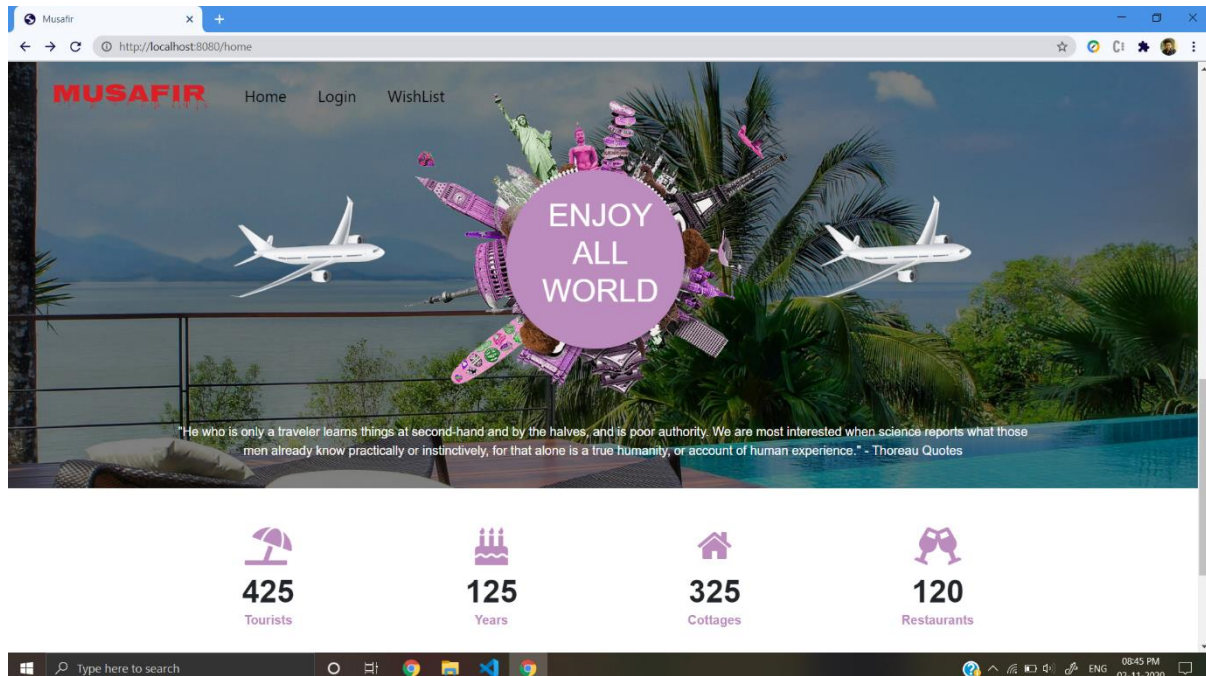 Musafir
http://localhost:8080/home
MUSAFIR Home Login WishList
ENJOY
ALL
WORLD
"He who is only a traveler learns things at second-hand and by the halves, and is poor authority. We are most interested when science reports what those
men already know practically or instinctively, for that alone is a true humanity, or account of human experience." - Thoreau Quotes
425 125 325 120
Tourists Years Cottages Restaurants
Type here to search ENG 08:45 PM
02-11-2020